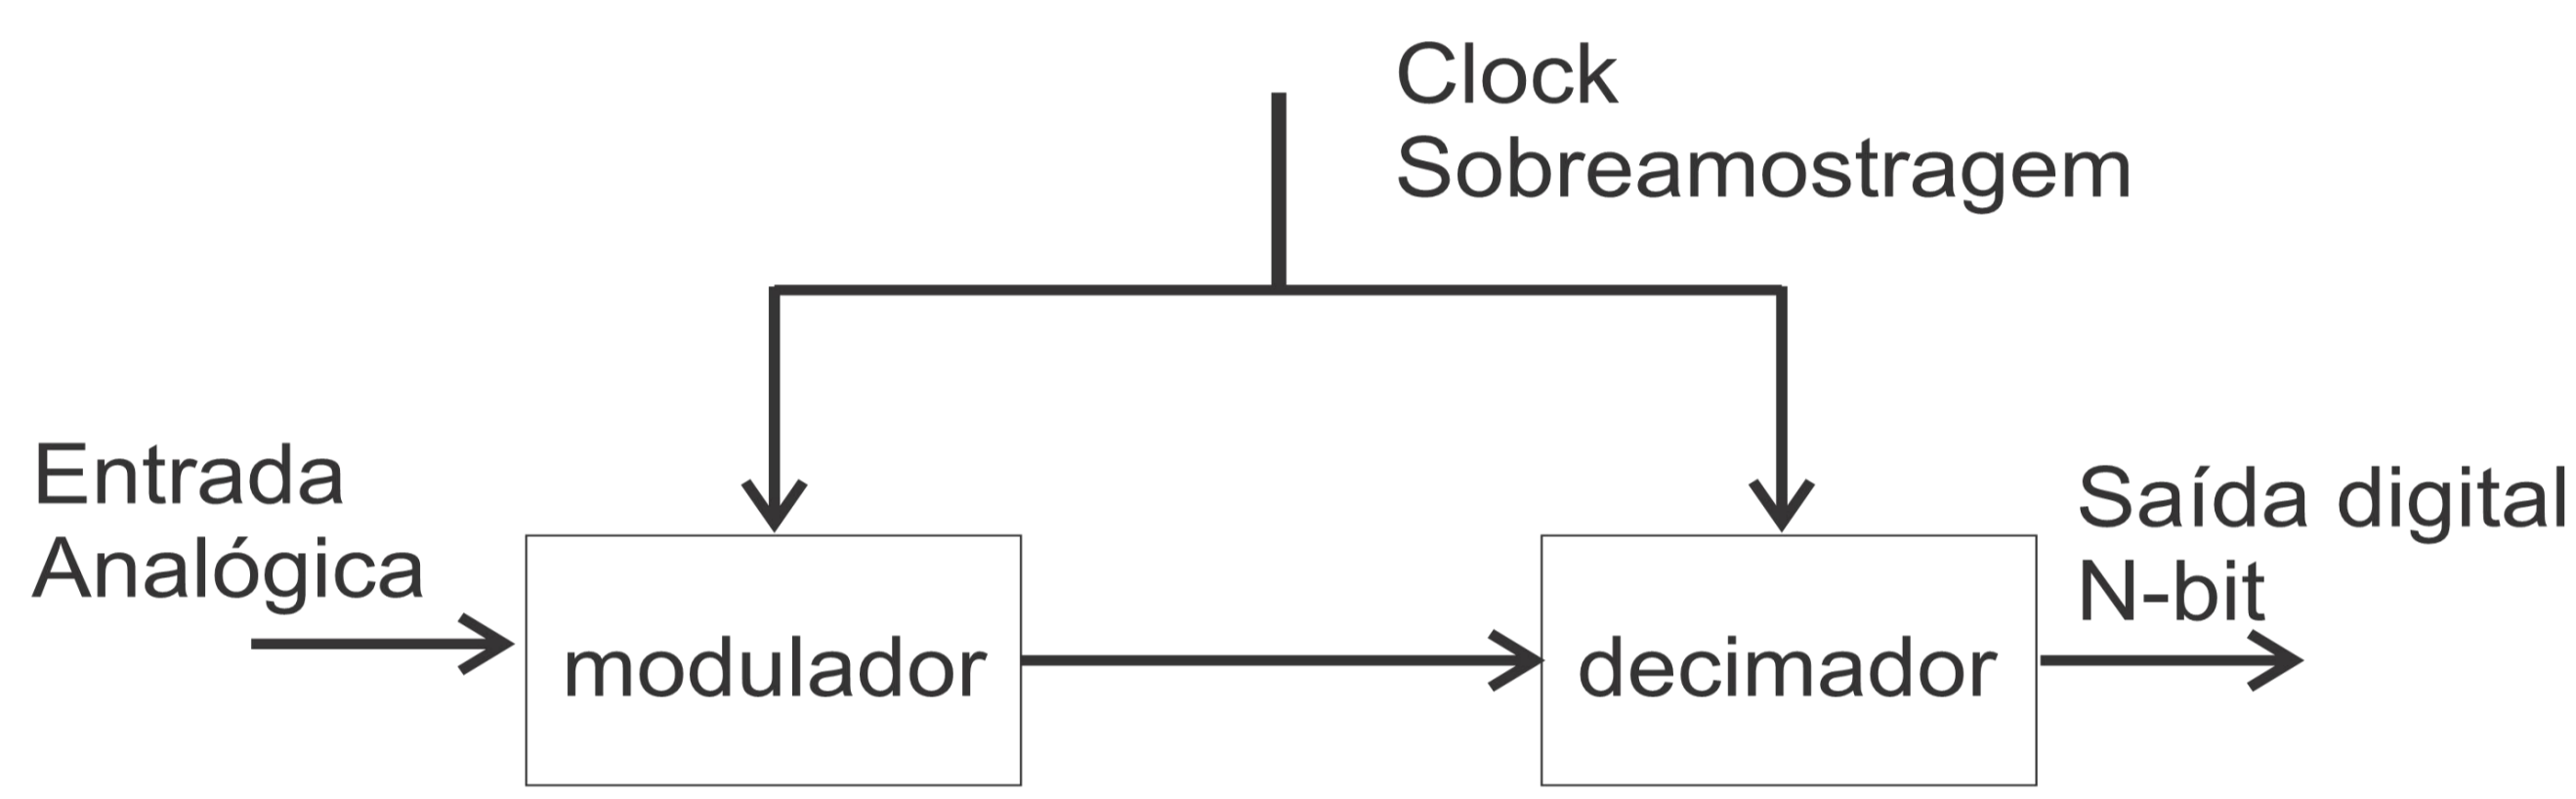 Clock
Sobreamostragem
Entrada
Analógica
Saída digital
N-bit
modulador
decimador